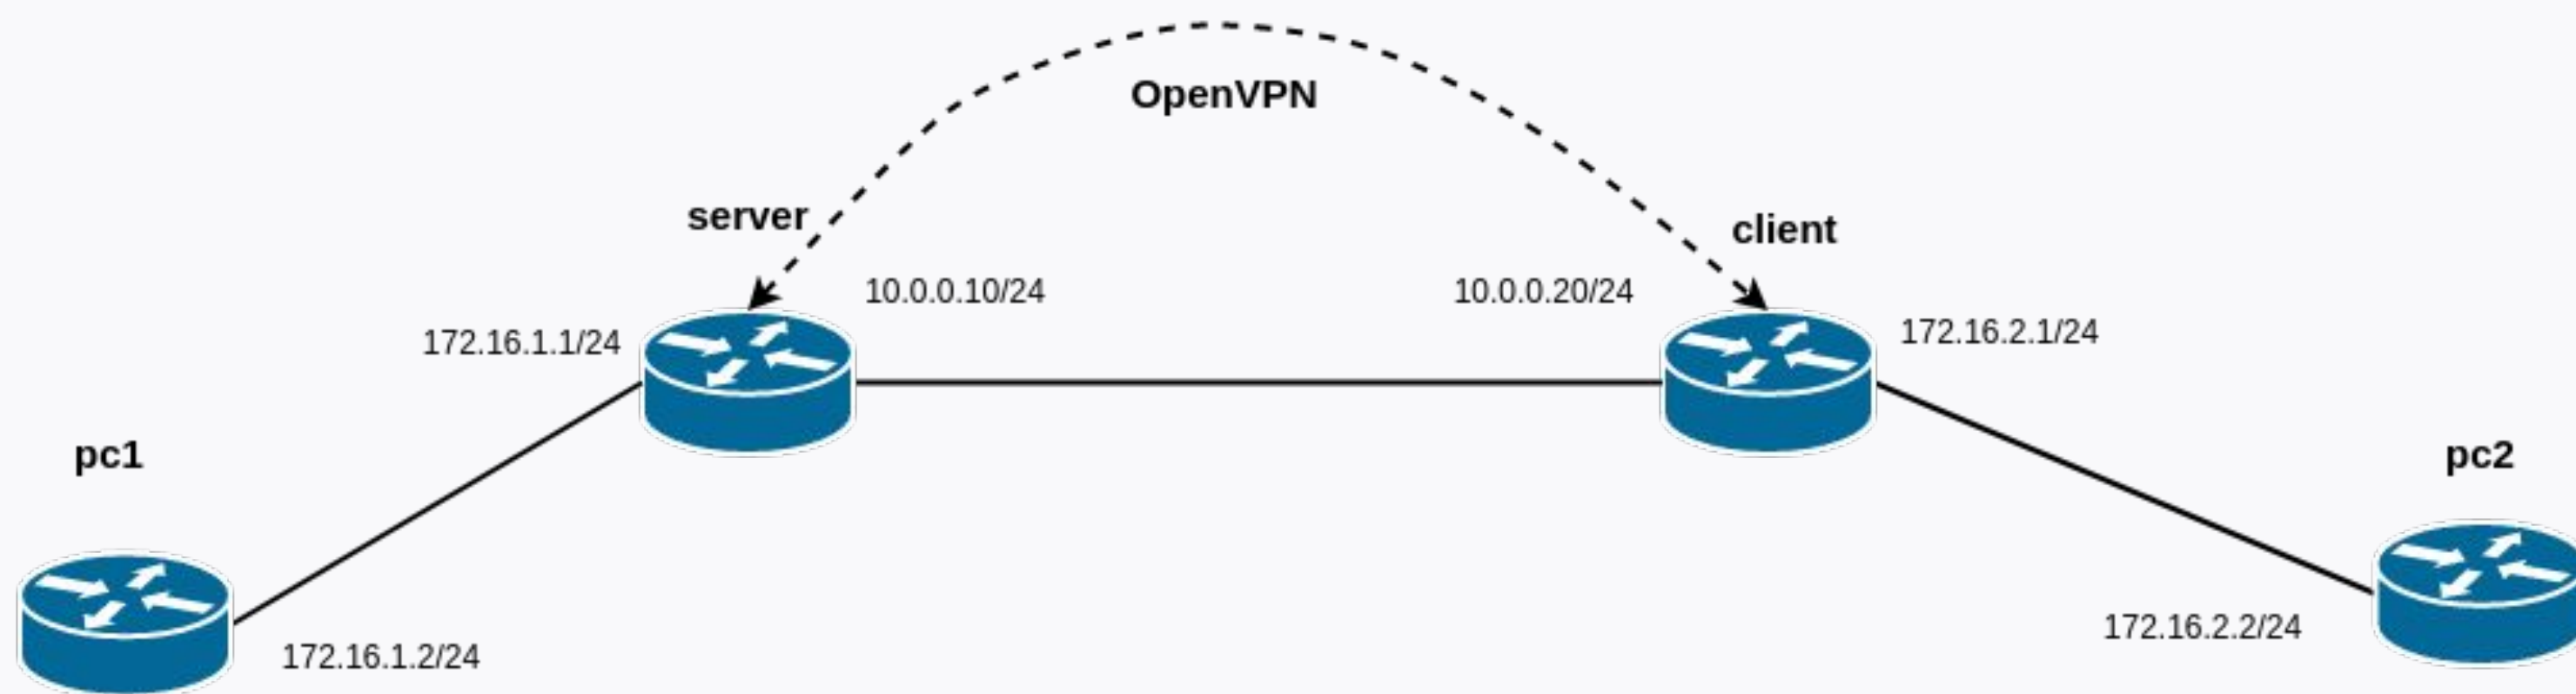 OpenVPN
server
client
10.0.0.10/24
10.0.0.20/24
172.16.1.1/24
172.16.2.1/24
pc1
pc2
172.16.1.2/24
172.16.2.2/24